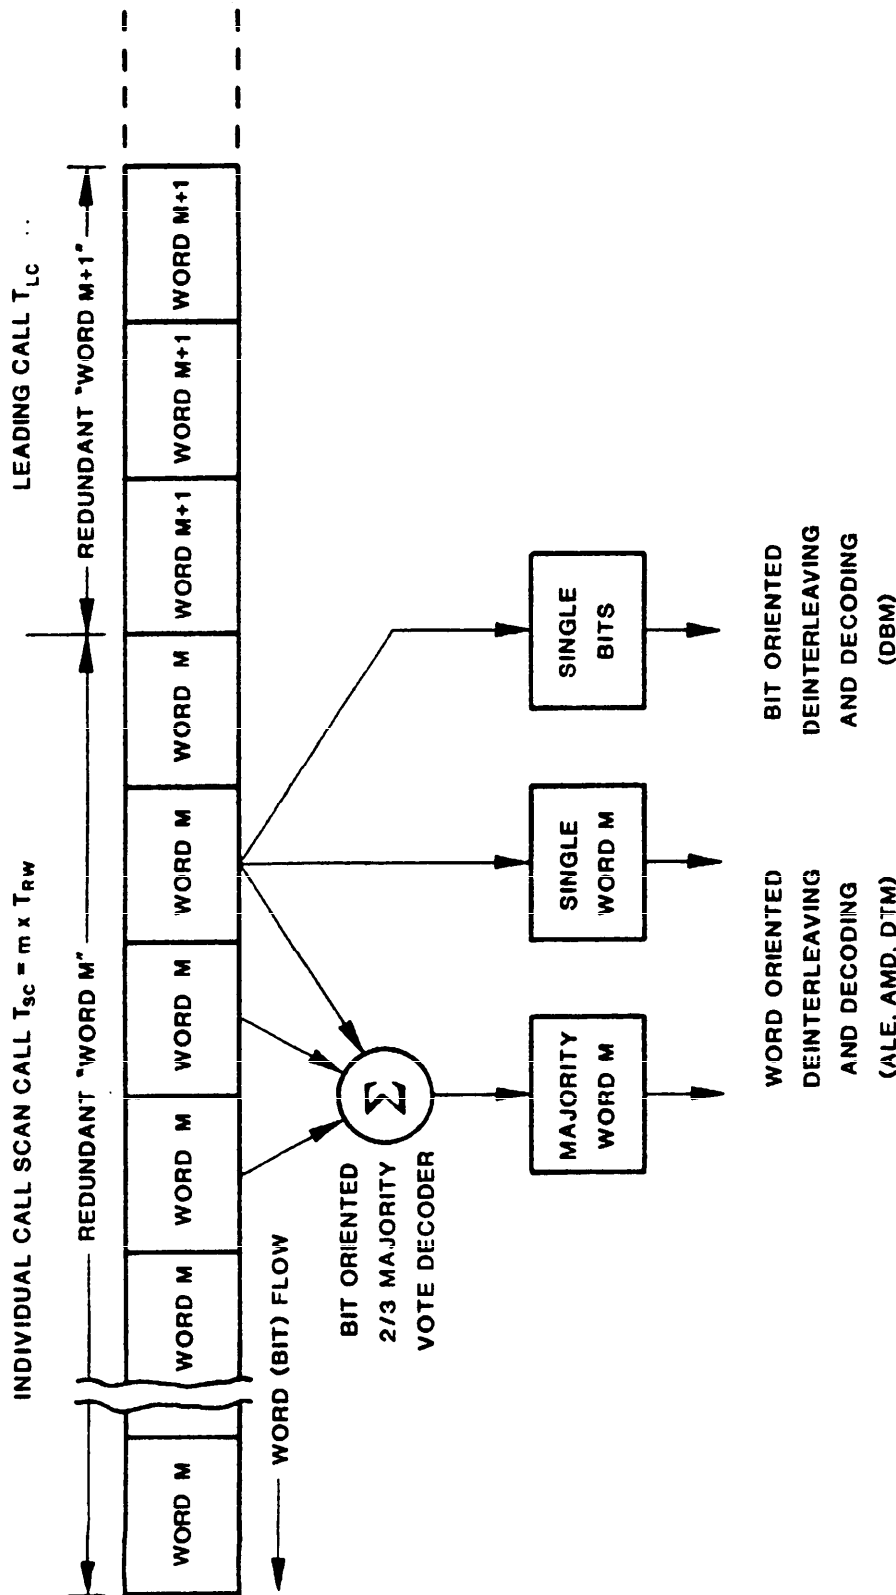 INDIVIDUAL CALL SCAN CALL T_SC = m x T_RW
LEADING CALL T_LC
REDUNDANT "WORD M"
REDUNDANT "WORD M+1"
WORD M
WORD M
WORD M
WORD M
WORD M
WORD M
WORD M+1
WORD M+1
WORD M+1
WORD (BIT) FLOW
BIT ORIENTED
2/3 MAJORITY
VOTE DECODER
Σ
MAJORITY
WORD M
SINGLE
WORD M
SINGLE
BITS
WORD ORIENTED
DEINTERLEAVING
AND DECODING
(ALE, AMD, DTM)
BIT ORIENTED
DEINTERLEAVING
AND DECODING
(DBM)